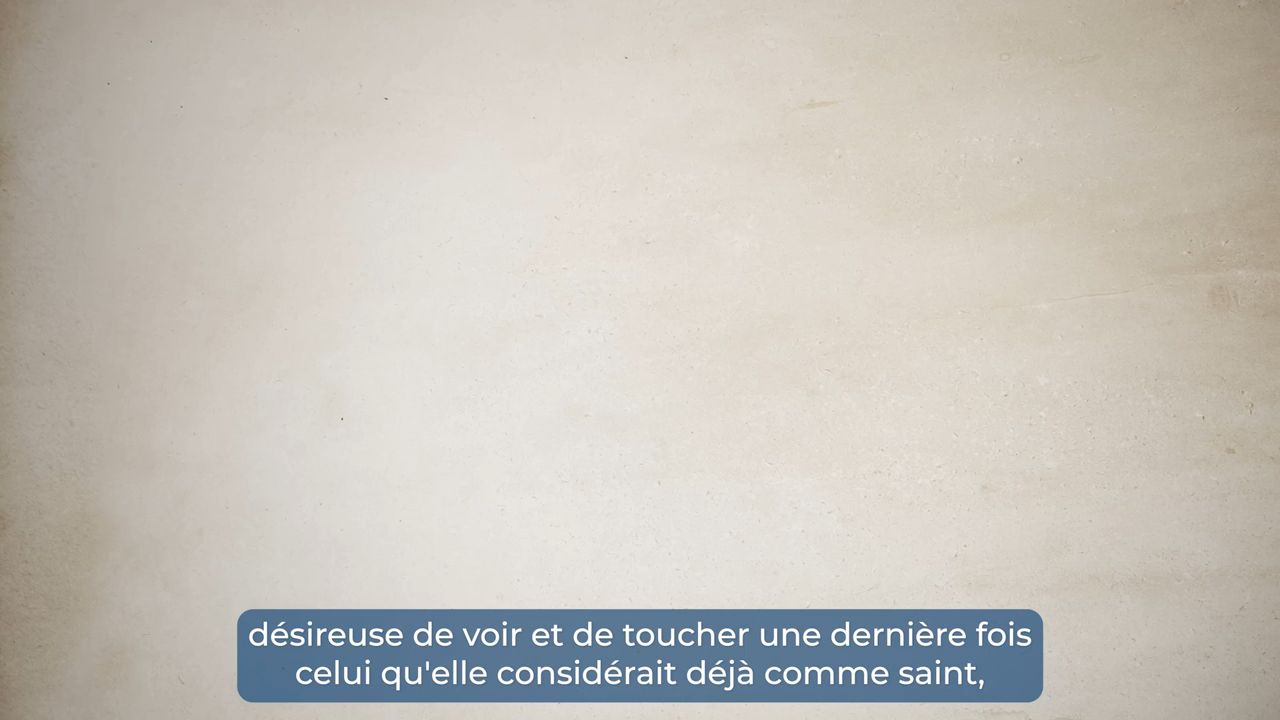 désireuse de voir et de toucher une dernière fois
celui qu'elle considérait déjà comme saint,